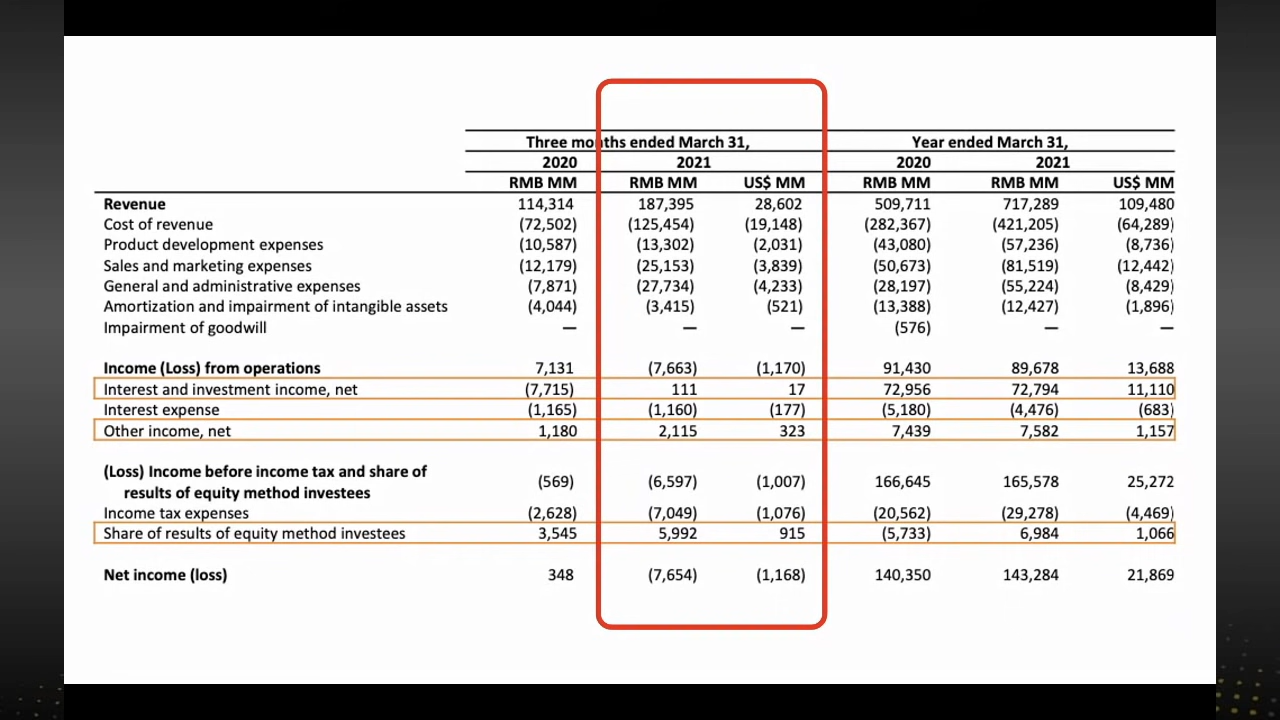 Three months ended March 31, Year ended March 31,
2020 2021 2020 2021
RMB MM RMB MM US$ MM RMB MM RMB MM US$ MM
Revenue 114,314 187,395 28,602 509,711 717,289 109,480
Cost of revenue (72,502) (125,454) (19,148) (282,367) (421,205) (64,289)
Product development expenses (10,587) (13,302) (2,031) (43,080) (57,236) (8,736)
Sales and marketing expenses (12,179) (25,153) (3,839) (50,673) (81,519) (12,442)
General and administrative expenses (7,871) (27,734) (4,233) (28,197) (55,224) (8,429)
Amortization and impairment of intangible assets (4,044) (3,415) (521) (13,388) (12,427) (1,896)
Impairment of goodwill — — — (576) — —
Income (Loss) from operations 7,131 (7,663) (1,170) 91,430 89,678 13,688
Interest and investment income, net (7,715) 111 17 72,956 72,794 11,110
Interest expense (1,165) (1,160) (177) (5,180) (4,476) (683)
Other income, net 1,180 2,115 323 7,439 7,582 1,157
(Loss) Income before income tax and share of
results of equity method investees (569) (6,597) (1,007) 166,645 165,578 25,272
Income tax expenses (2,628) (7,049) (1,076) (20,562) (29,278) (4,469)
Share of results of equity method investees 3,545 5,992 915 (5,733) 6,984 1,066
Net income (loss) 348 (7,654) (1,168) 140,350 143,284 21,869